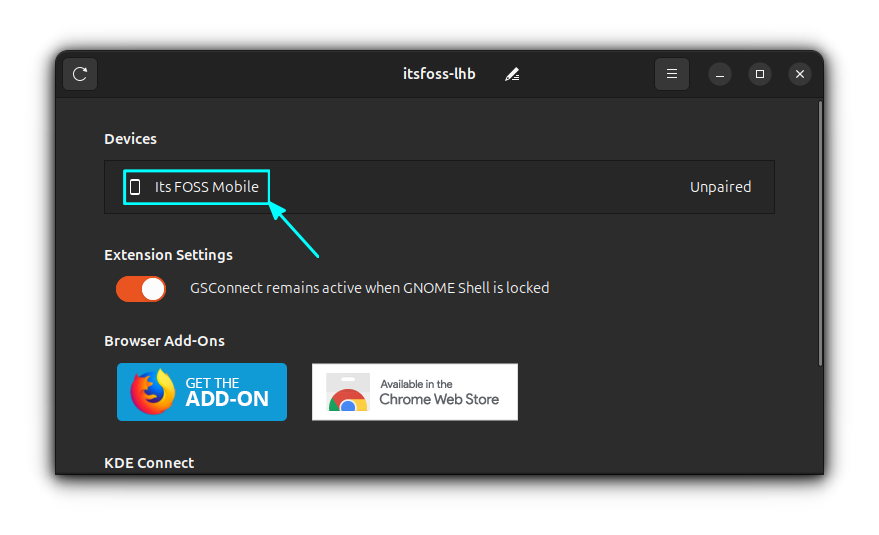 itsfoss-lhb
Devices
Its FOSS Mobile
Unpaired
Extension Settings
GSConnect remains active when GNOME Shell is locked
Browser Add-Ons
GET THE
ADD-ON
Available in the
Chrome Web Store
KDE Connect